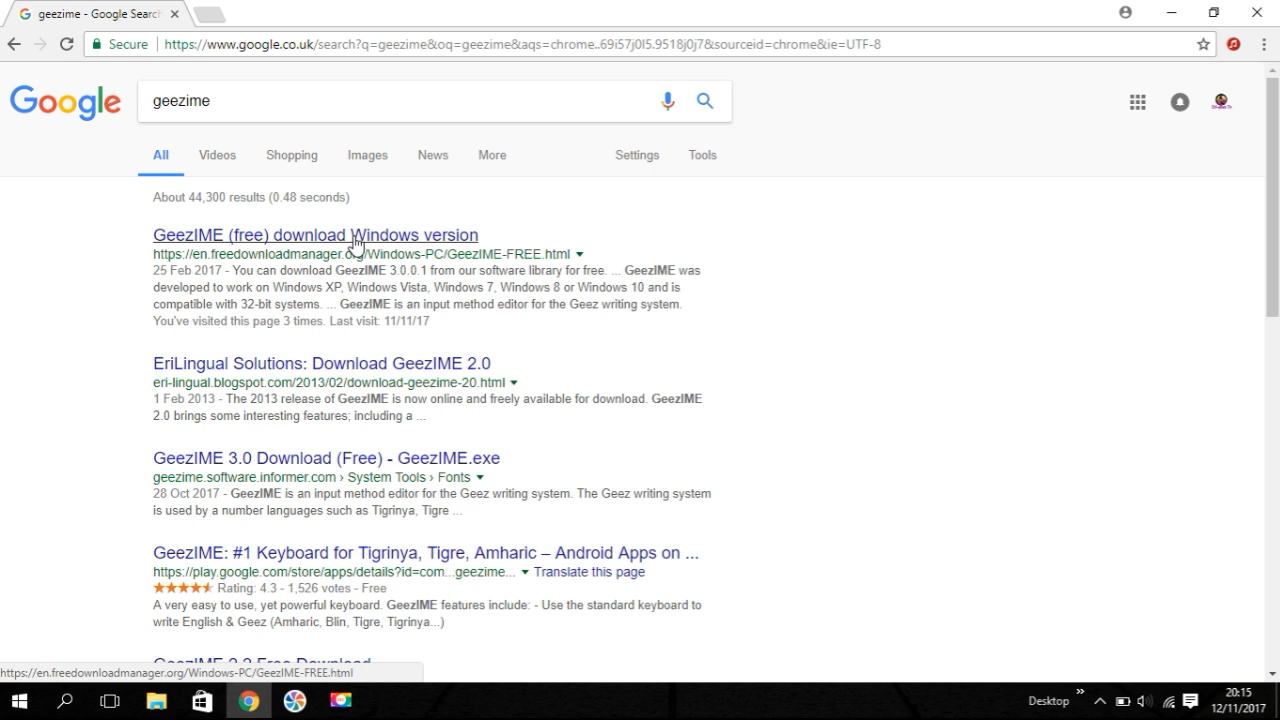 geezime - Google Search
Secure
https://www.google.co.uk/search?q=geezime&oq=geezime&aqs=chrome..69i57j0l5.9518j0j7&sourceid=chrome&ie=UTF-8
Google
geezime
All
Videos
Shopping
Images
News
More
Settings
Tools
About 44,300 results (0.48 seconds)
GeezIME (free) download Windows version
https://en.freedownloadmanager.org/Windows-PC/GeezIME-FREE.html
25 Feb 2017 - You can download GeezIME 3.0.0.1 from our software library for free. ... GeezIME was
developed to work on Windows XP, Windows Vista, Windows 7, Windows 8 or Windows 10 and is
compatible with 32-bit systems. ... GeezIME is an input method editor for the Geez writing system.
You've visited this page 3 times. Last visit: 11/11/17
EriLingual Solutions: Download GeezIME 2.0
eri-lingual.blogspot.com/2013/02/download-geezime-20.html
1 Feb 2013 - The 2013 release of GeezIME is now online and freely available for download. GeezIME
2.0 brings some interesting features; including a ...
GeezIME 3.0 Download (Free) - GeezIME.exe
geezime.software.informer.com › System Tools › Fonts
28 Oct 2017 - GeezIME is an input method editor for the Geez writing system. The Geez writing system
is used by a number languages such as Tigrinya, Tigre ...
GeezIME: #1 Keyboard for Tigrinya, Tigre, Amharic – Android Apps on ...
https://play.google.com/store/apps/details?id=com...geezime... Translate this page
Rating: 4.3 - 1,526 votes - Free
A very easy to use, yet powerful keyboard. GeezIME features include: - Use the standard keyboard to
write English & Geez (Amharic, Blin, Tigre, Tigrinya...)
GeezIME 2.2 Free Download
https://en.freedownloadmanager.org/Windows-PC/GeezIME-FREE.html
Desktop
20:15
12/11/2017